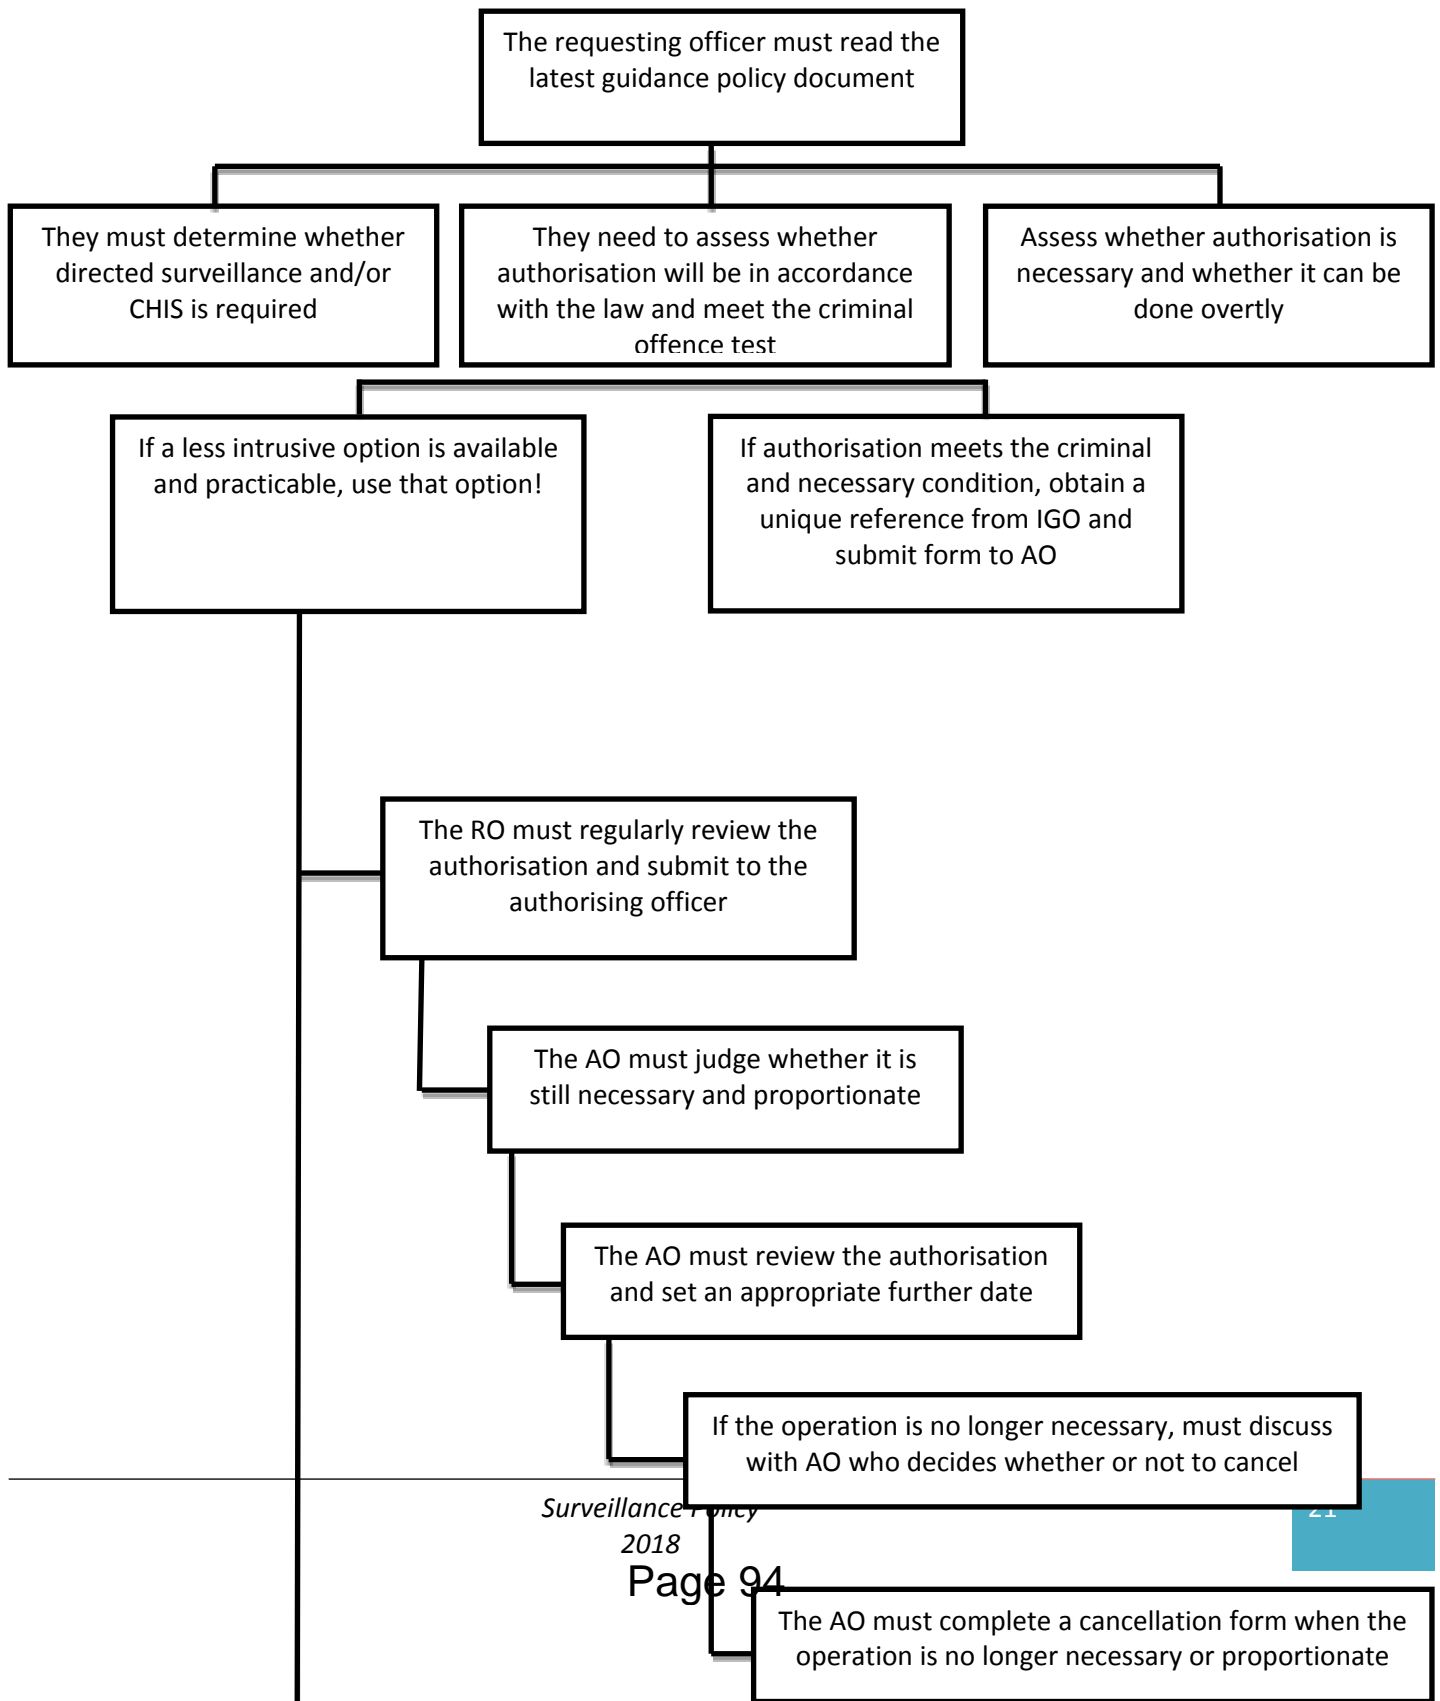 The requesting officer must read the
latest guidance policy document
They must determine whether
directed surveillance and/or
CHIS is required
They need to assess whether
authorisation will be in accordance
with the law and meet the criminal
offence test
Assess whether authorisation is
necessary and whether it can be
done overtly
If a less intrusive option is available
and practicable, use that option!
If authorisation meets the criminal
and necessary condition, obtain a
unique reference from IGO and
submit form to AO
The RO must regularly review the
authorisation and submit to the
authorising officer
The AO must judge whether it is
still necessary and proportionate
The AO must review the authorisation
and set an appropriate further date
If the operation is no longer necessary, must discuss
with AO who decides whether or not to cancel
Surveillance Policy
2018
21
Page 94
The AO must complete a cancellation form when the
operation is no longer necessary or proportionate